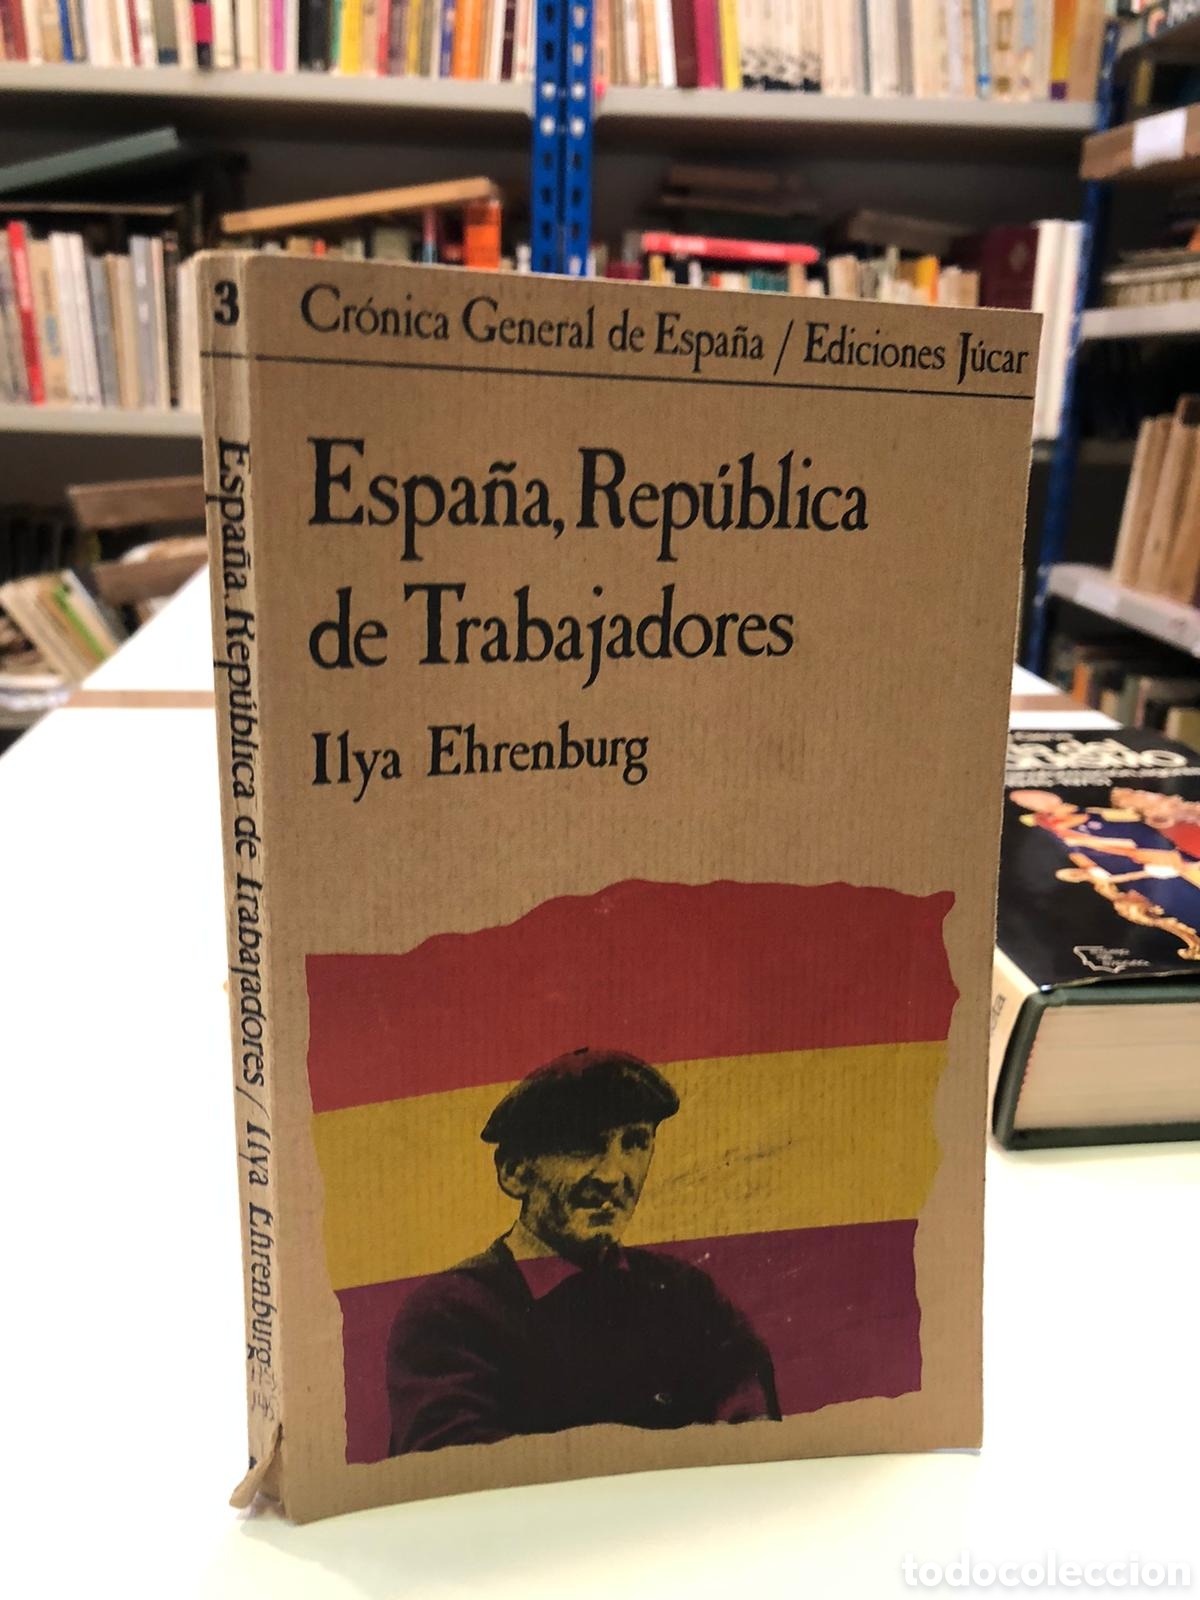 3
Crónica General de España / Ediciones Júcar
España, República
de Trabajadores
Ilya Ehrenburg
España, República de Trabajadores / Ilya Ehrenburg
todocoleccion